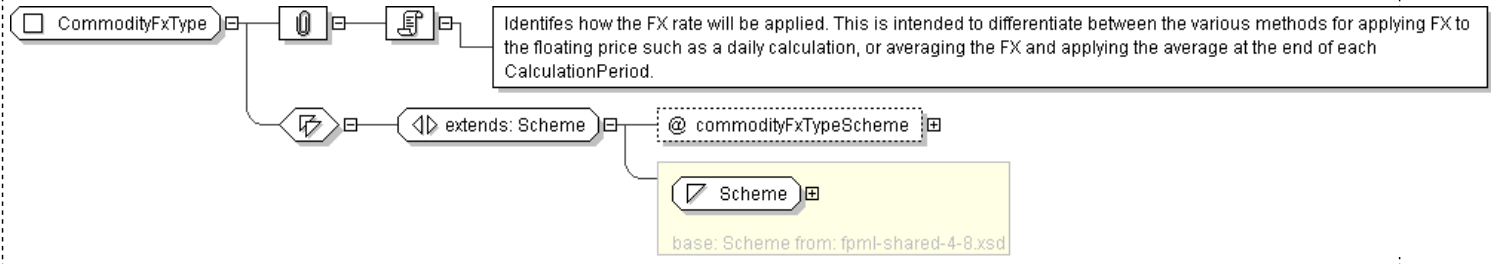 CommodityFxType
Identifes how the FX rate will be applied. This is intended to differentiate between the various methods for applying FX to
the floating price such as a daily calculation, or averaging the FX and applying the average at the end of each
CalculationPeriod.
extends: Scheme
@ commodityFxTypeScheme
Scheme
base: Scheme from: fpml-shared-4-8.xsd